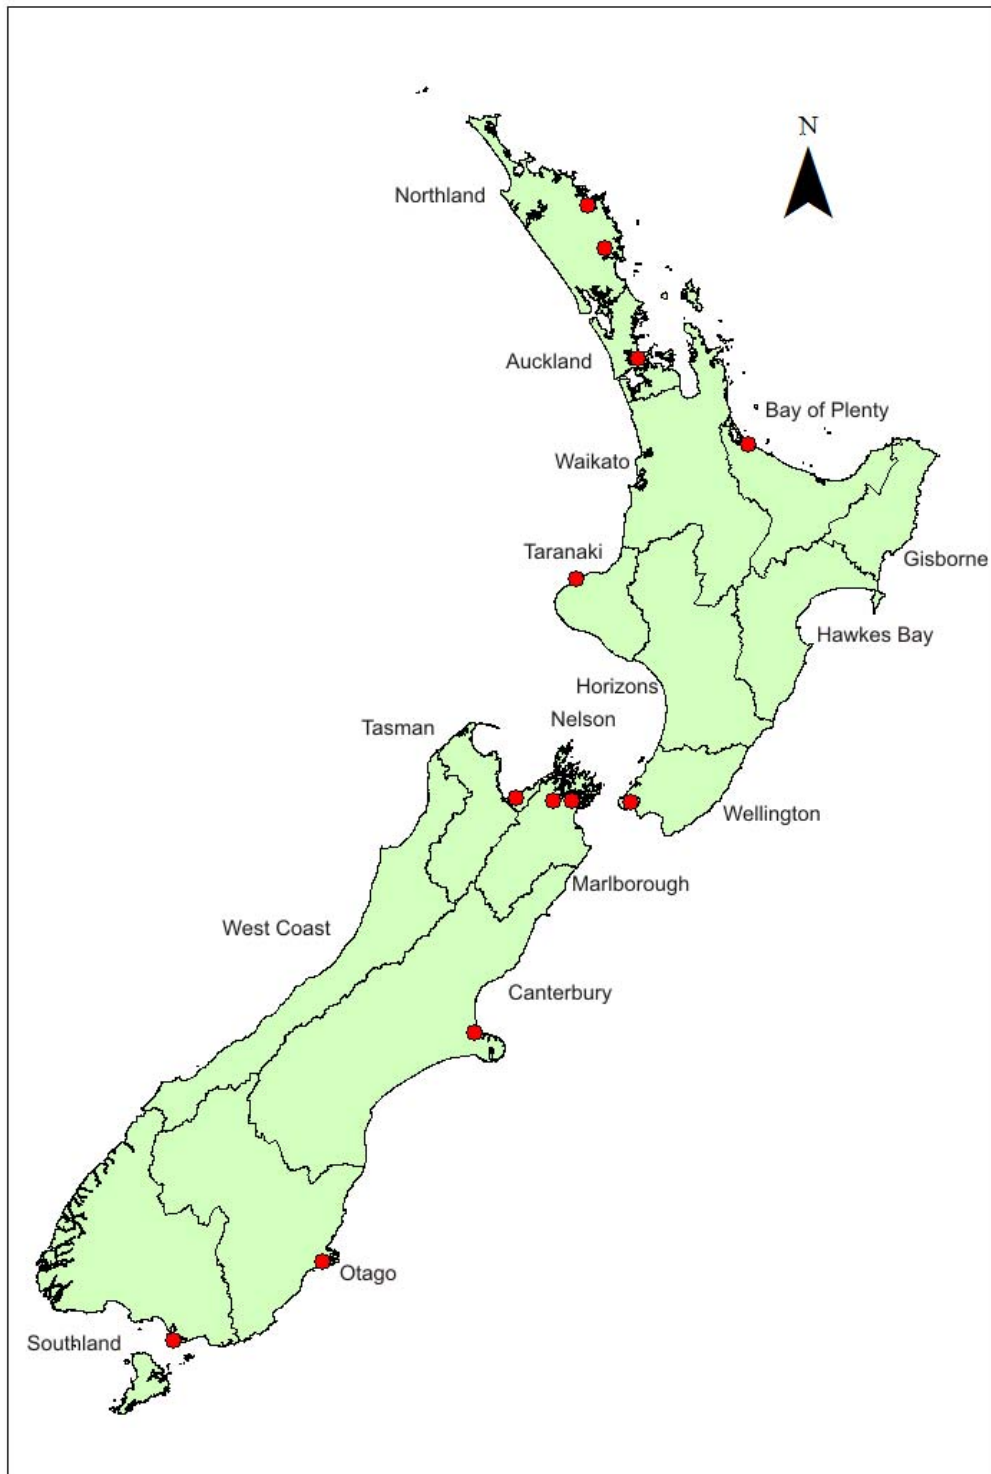 N
Northland
Auckland
Bay of Plenty
Waikato
Taranaki
Gisborne
Hawkes Bay
Horizons
Nelson
Tasman
Wellington
Marlborough
West Coast
Canterbury
Otago
Southland